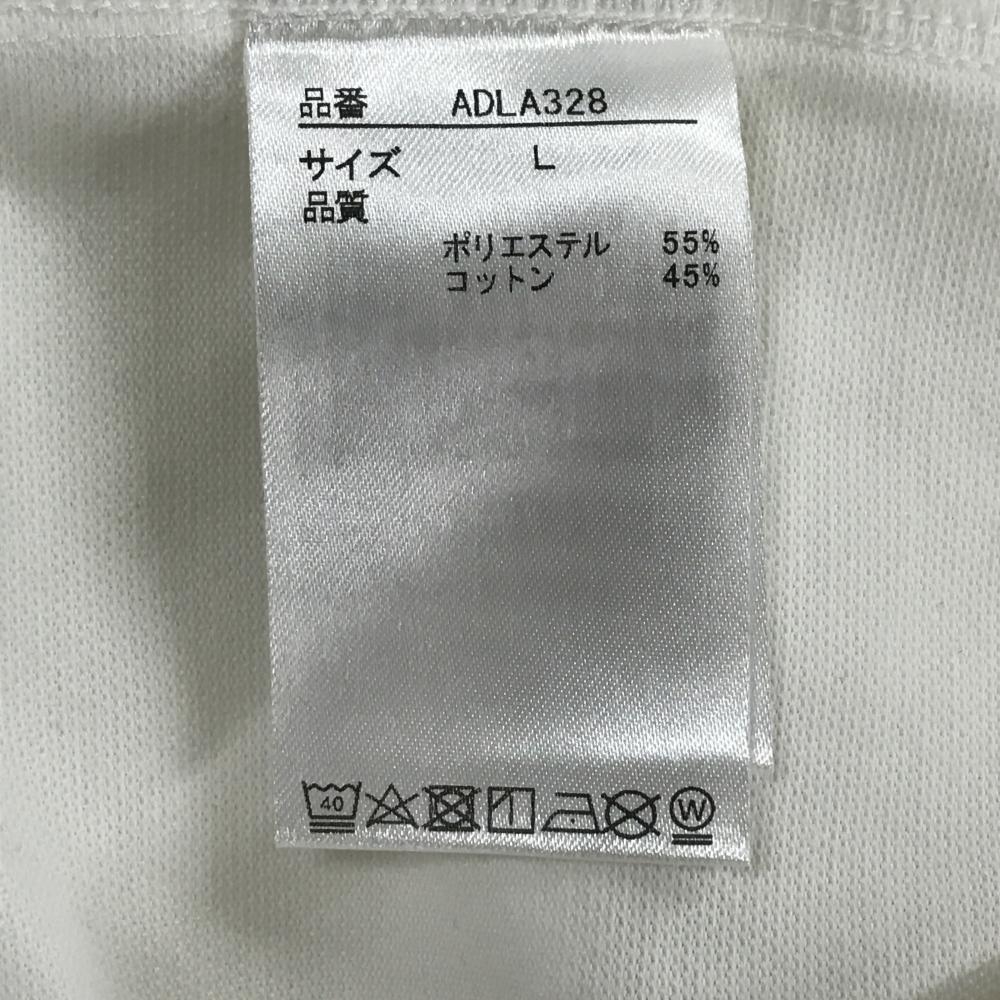 品番 ADLA328
サイズ L
品質
ポリエステル 55%
コットン 45%
40 W